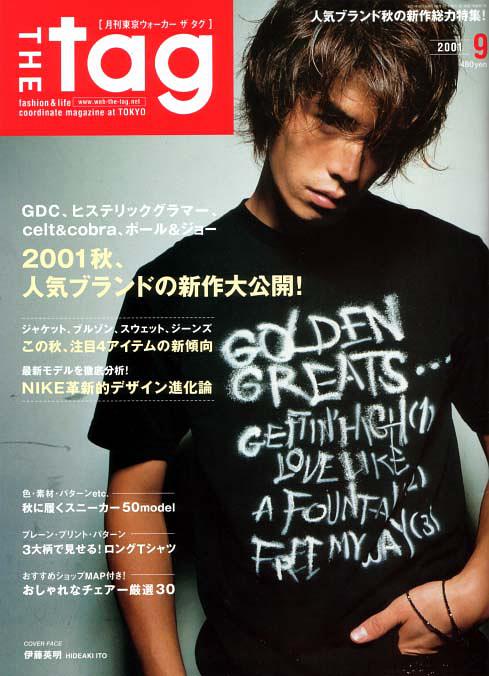 人気ブランド秋の新作総力特集!
THE tag
[月刊東京ウォーカー ザ タグ]
fashion & life www.web-the-tag.net
coordinate magazine at TOKYO
2001 9
480yen
GDC、ヒステリックグラマー、
celt&cobra、ポール&ジョー
2001秋、
人気ブランドの新作大公開!
ジャケット、ブルゾン、スウェット、ジーンズ
この秋、注目4アイテムの新傾向
最新モデルを徹底分析!
NIKE革新的デザイン進化論
GOLDEN
GREATS...
GETTIN' HIGH (1)
LOVE LIKE
A FOUNTAIN (2)
FREE MY WAY (3)
色・素材・パターンetc.
秋に履くスニーカー50model
プレーン・プリント・パターン
3大柄で見せる!ロングTシャツ
おすすめショップMAP付き!
おしゃれなチェアー厳選30
COVER FACE
伊藤英明 HIDEAKI ITO